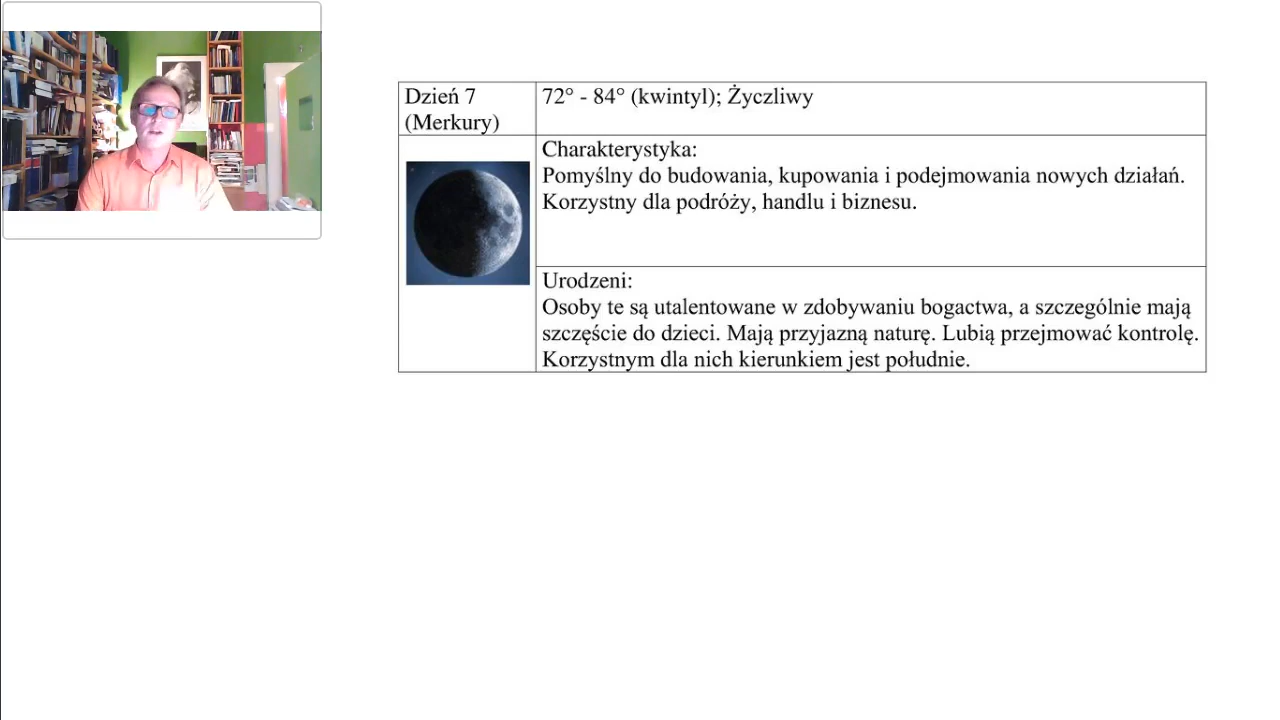 Dzień 7
(Merkury)
72° - 84° (kwintyl); Życzliwy
Charakterystyka:
Pomyślny do budowania, kupowania i podejmowania nowych działań.
Korzystny dla podróży, handlu i biznesu.
Urodzeni:
Osoby te są utalentowane w zdobywaniu bogactwa, a szczególnie mają
szczęście do dzieci. Mają przyjazną naturę. Lubią przejmować kontrolę.
Korzystnym dla nich kierunkiem jest południe.